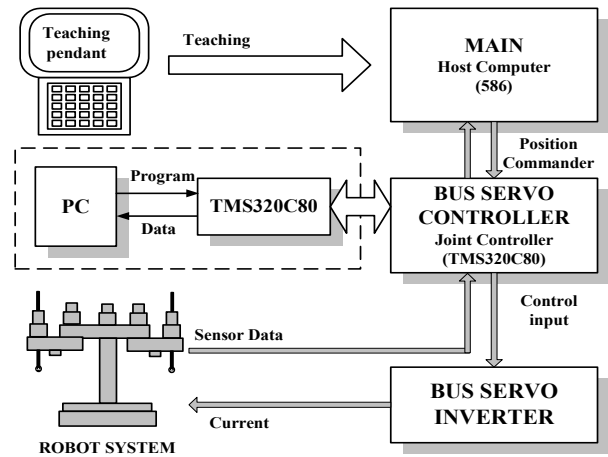 Teaching
pendant
Teaching
MAIN
Host Computer
(586)
Position
Commander
PC
Program
Data
TMS320C80
BUS SERVO
CONTROLLER
Joint Controller
(TMS320C80)
Control
input
Sensor Data
BUS SERVO
INVERTER
Current
ROBOT SYSTEM